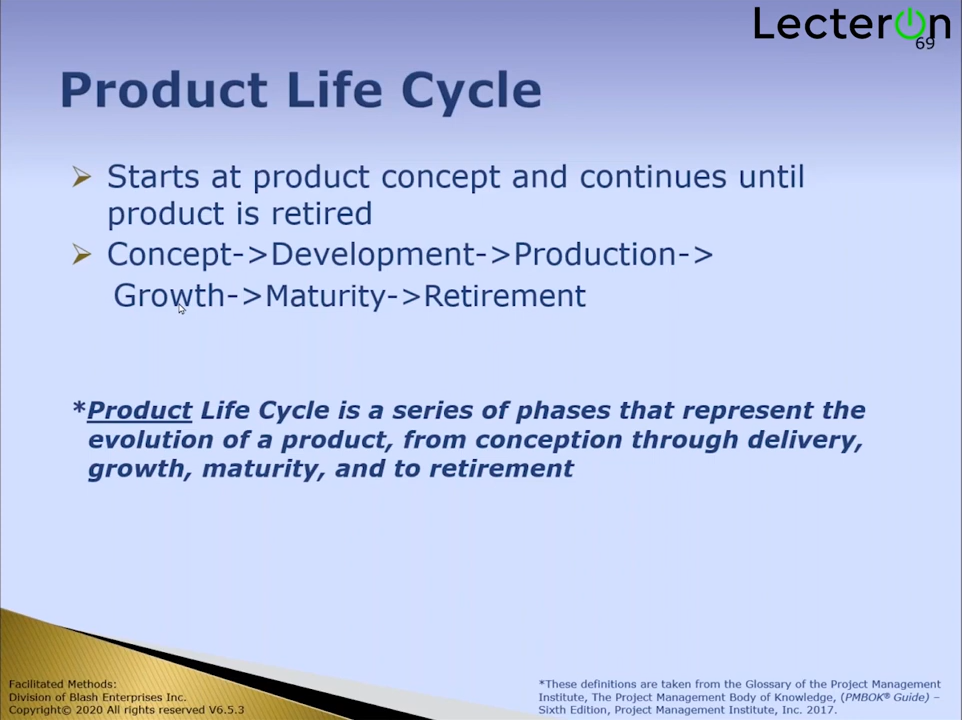 LecterOn
69
Product Life Cycle
➢ Starts at product concept and continues until
product is retired
➢ Concept->Development->Production->
Growth->Maturity->Retirement
*Product Life Cycle is a series of phases that represent the
evolution of a product, from conception through delivery,
growth, maturity, and to retirement
Facilitated Methods:
Division of Blash Enterprises Inc.
Copyright© 2020 All rights reserved V6.5.3
*These definitions are taken from the Glossary of the Project Management
Institute, The Project Management Body of Knowledge, (PMBOK® Guide) –
Sixth Edition, Project Management Institute, Inc. 2017.